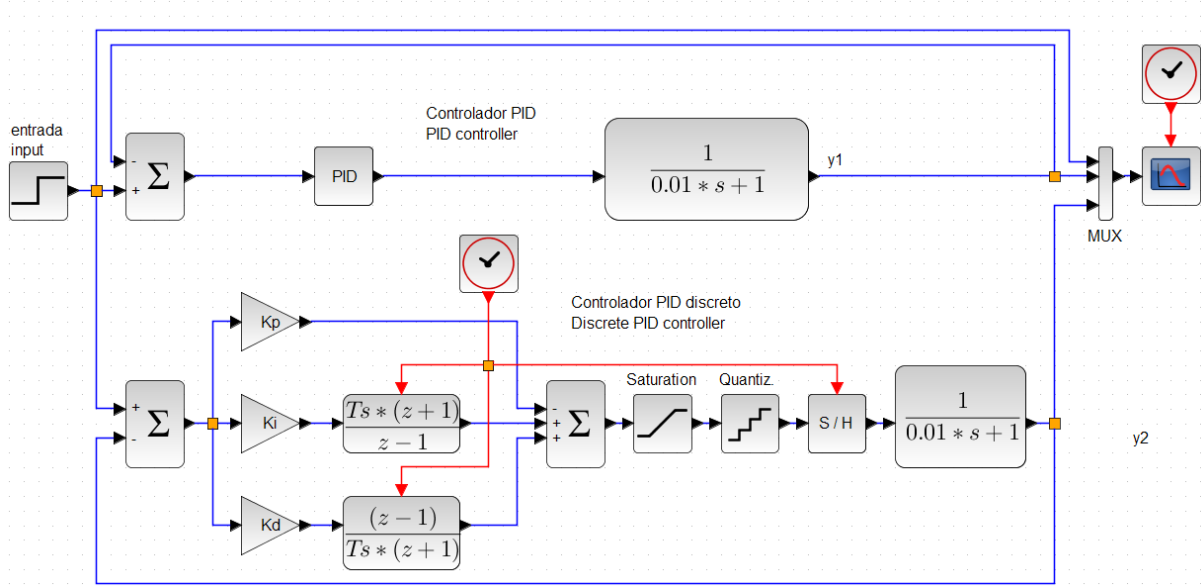 entrada
input
-
+
Σ
PID
Controlador PID
PID controller
1
0.01 * s + 1
y1
MUX
Controlador PID discreto
Discrete PID controller
Kp
+
-
Σ
Ki
Ts * (z + 1)
z − 1
Kd
(z − 1)
Ts * (z + 1)
-
+
+
Σ
Saturation
Quantiz.
S / H
1
0.01 * s + 1
y2